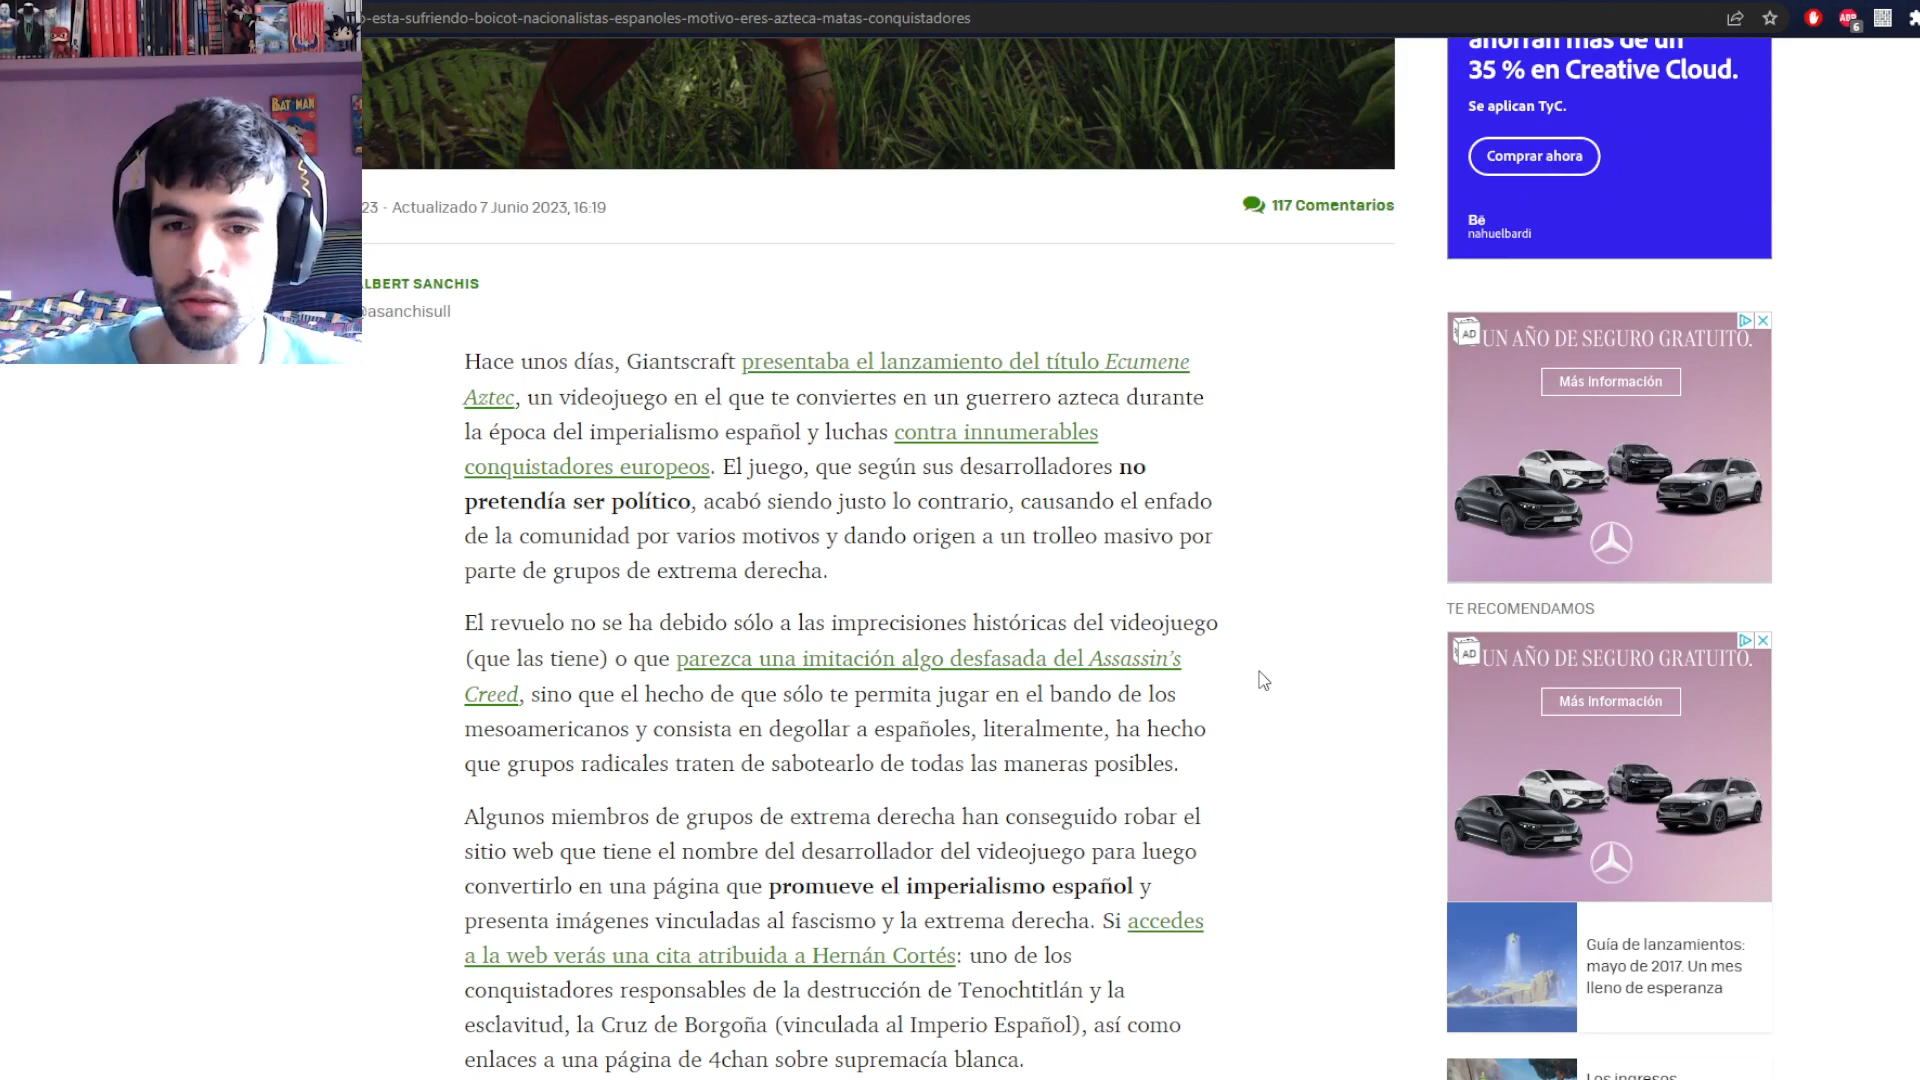 o-esta-sufriendo-boicot-nacionalistas-espanoles-motivo-eres-azteca-matas-conquistadores
ABP
6
BATMAN
ahorran más de un
35 % en Creative Cloud.
Se aplican TyC.
Comprar ahora
Bē
nahuelbardi
23 - Actualizado 7 Junio 2023, 16:19
117 Comentarios
LBERT SANCHIS
@asanchisull
Hace unos días, Giantscraft presentaba el lanzamiento del título Ecumene
Aztec, un videojuego en el que te conviertes en un guerrero azteca durante
la época del imperialismo español y luchas contra innumerables
conquistadores europeos. El juego, que según sus desarrolladores no
pretendía ser político, acabó siendo justo lo contrario, causando el enfado
de la comunidad por varios motivos y dando origen a un trolleo masivo por
parte de grupos de extrema derecha.
El revuelo no se ha debido sólo a las imprecisiones históricas del videojuego
(que las tiene) o que parezca una imitación algo desfasada del Assassin's
Creed, sino que el hecho de que sólo te permita jugar en el bando de los
mesoamericanos y consista en degollar a españoles, literalmente, ha hecho
que grupos radicales traten de sabotearlo de todas las maneras posibles.
Algunos miembros de grupos de extrema derecha han conseguido robar el
sitio web que tiene el nombre del desarrollador del videojuego para luego
convertirlo en una página que promueve el imperialismo español y
presenta imágenes vinculadas al fascismo y la extrema derecha. Si accedes
a la web verás una cita atribuida a Hernán Cortés: uno de los
conquistadores responsables de la destrucción de Tenochtitlán y la
esclavitud, la Cruz de Borgoña (vinculada al Imperio Español), así como
enlaces a una página de 4chan sobre supremacía blanca.
AD
UN AÑO DE SEGURO GRATUITO.
Más información
TE RECOMENDAMOS
AD
UN AÑO DE SEGURO GRATUITO.
Más información
Guía de lanzamientos:
mayo de 2017. Un mes
lleno de esperanza
Los ingresos